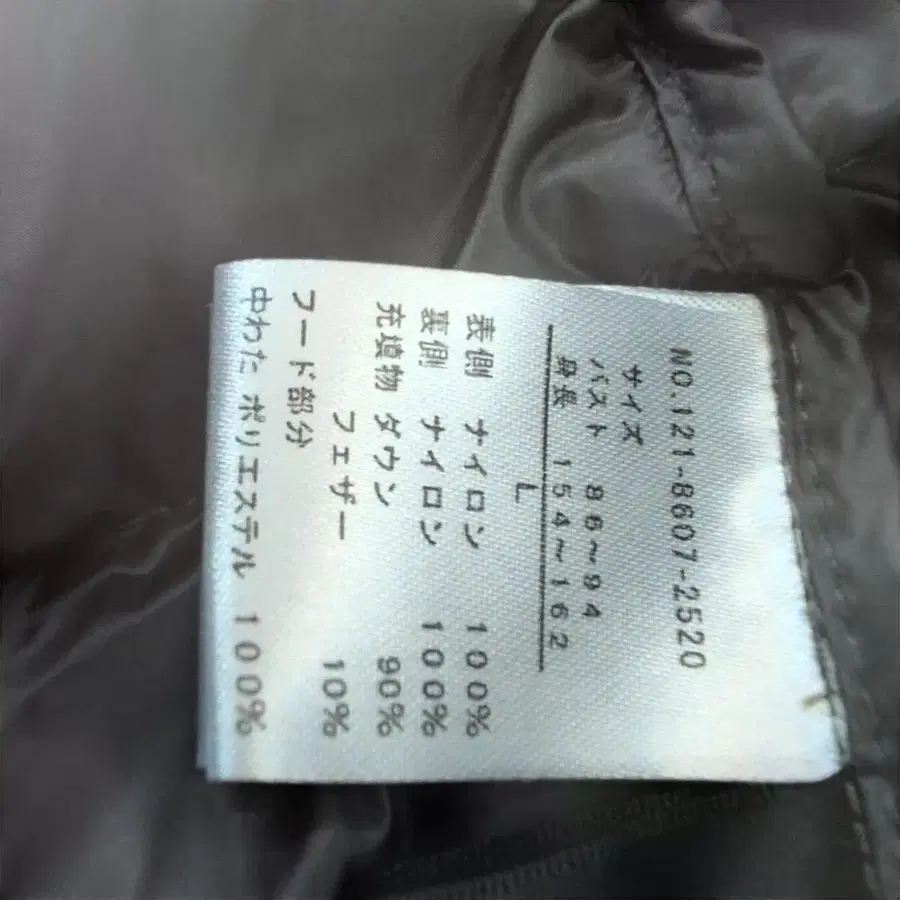 NO.121-8607-2520
サイズ
バスト 86〜94
身長 154〜162
L
表側 ナイロン 100%
裏側 ナイロン 100%
充填物 ダウン 90%
フェザー 10%
フード部分
中わた ポリエステル 100%